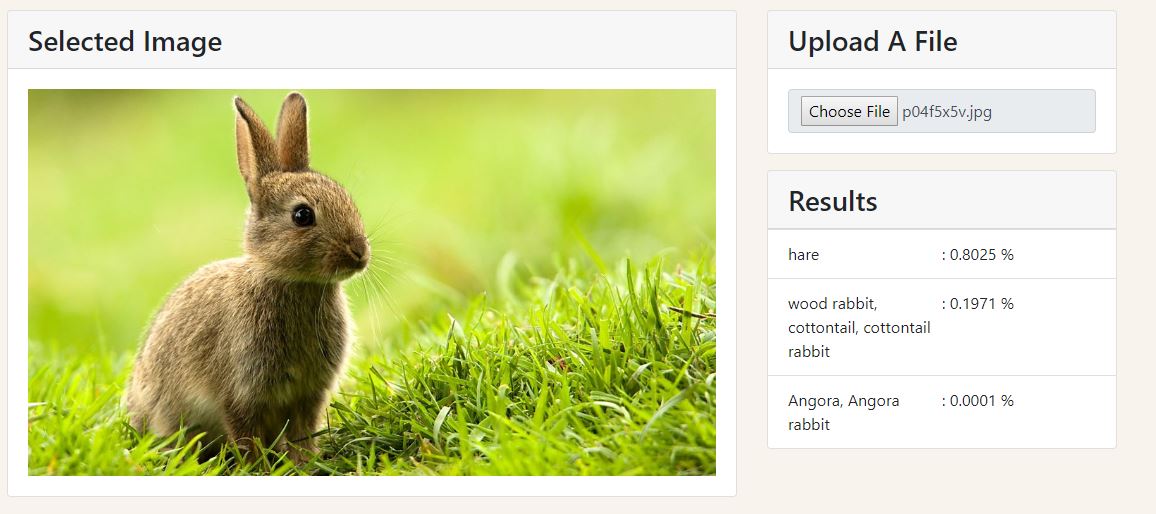 Selected Image
Upload A File
Choose File p04f5x5v.jpg
Results
hare : 0.8025 %
wood rabbit, : 0.1971 %
cottontail, cottontail
rabbit
Angora, Angora : 0.0001 %
rabbit